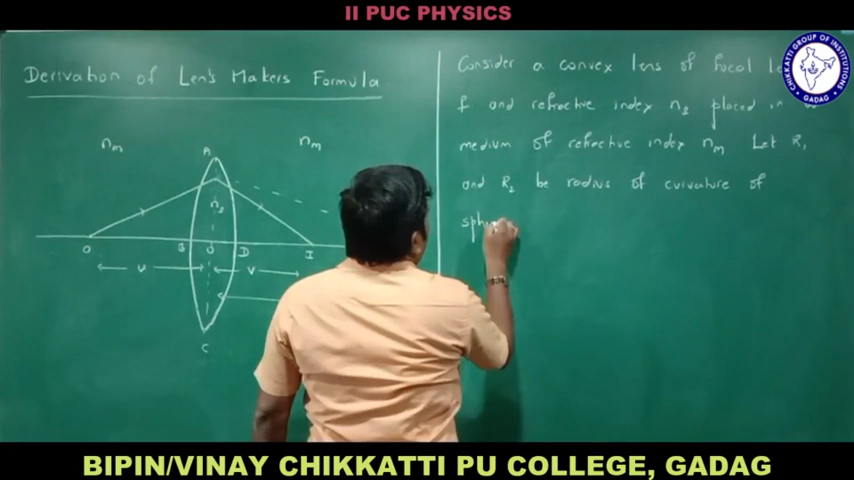 II PUC PHYSICS
CHIKKATTI GROUP OF INSTITUTIONS
GADAG
Derivation of Len's Makers Formula
nm
nm
A
n2
O
B
O
D
I
u
v
C
Consider a convex lens of focal
f and refractive index n2 placed in
medium of refractive index nm Let R1
and R2 be radius of curvature of
BIPIN/VINAY CHIKKATTI PU COLLEGE, GADAG